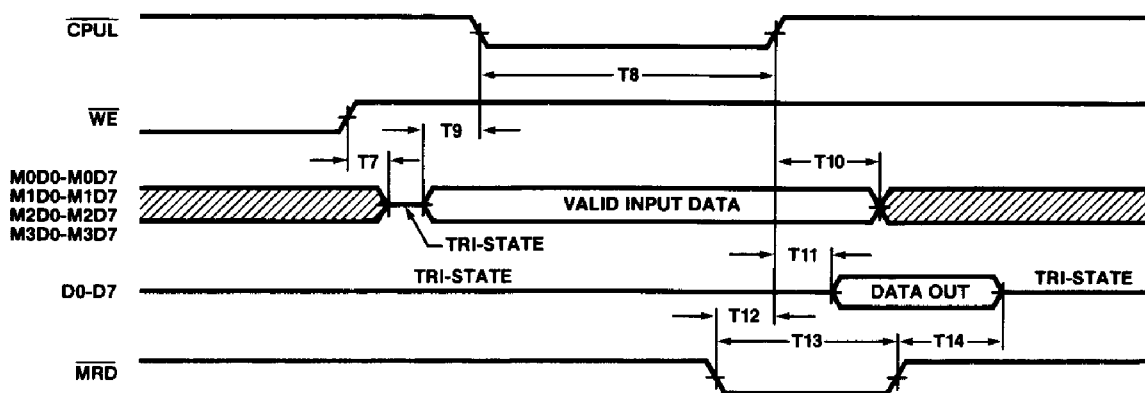 CPUL
T8
WE
T9
T7
T10
M0D0-M0D7
M1D0-M1D7
M2D0-M2D7
M3D0-M3D7
VALID INPUT DATA
TRI-STATE
T11
TRI-STATE
TRI-STATE
D0-D7
DATA OUT
T12
T13
T14
MRD